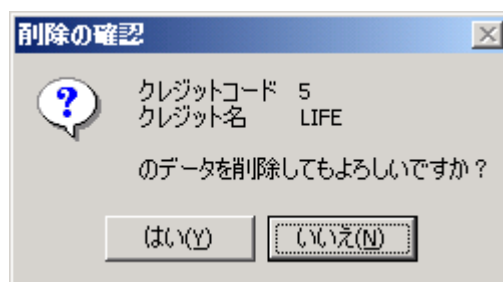 削除の確認
クレジットコード 5
クレジット名 LIFE
のデータを削除してもよろしいですか？
はい(Y)
いいえ(N)